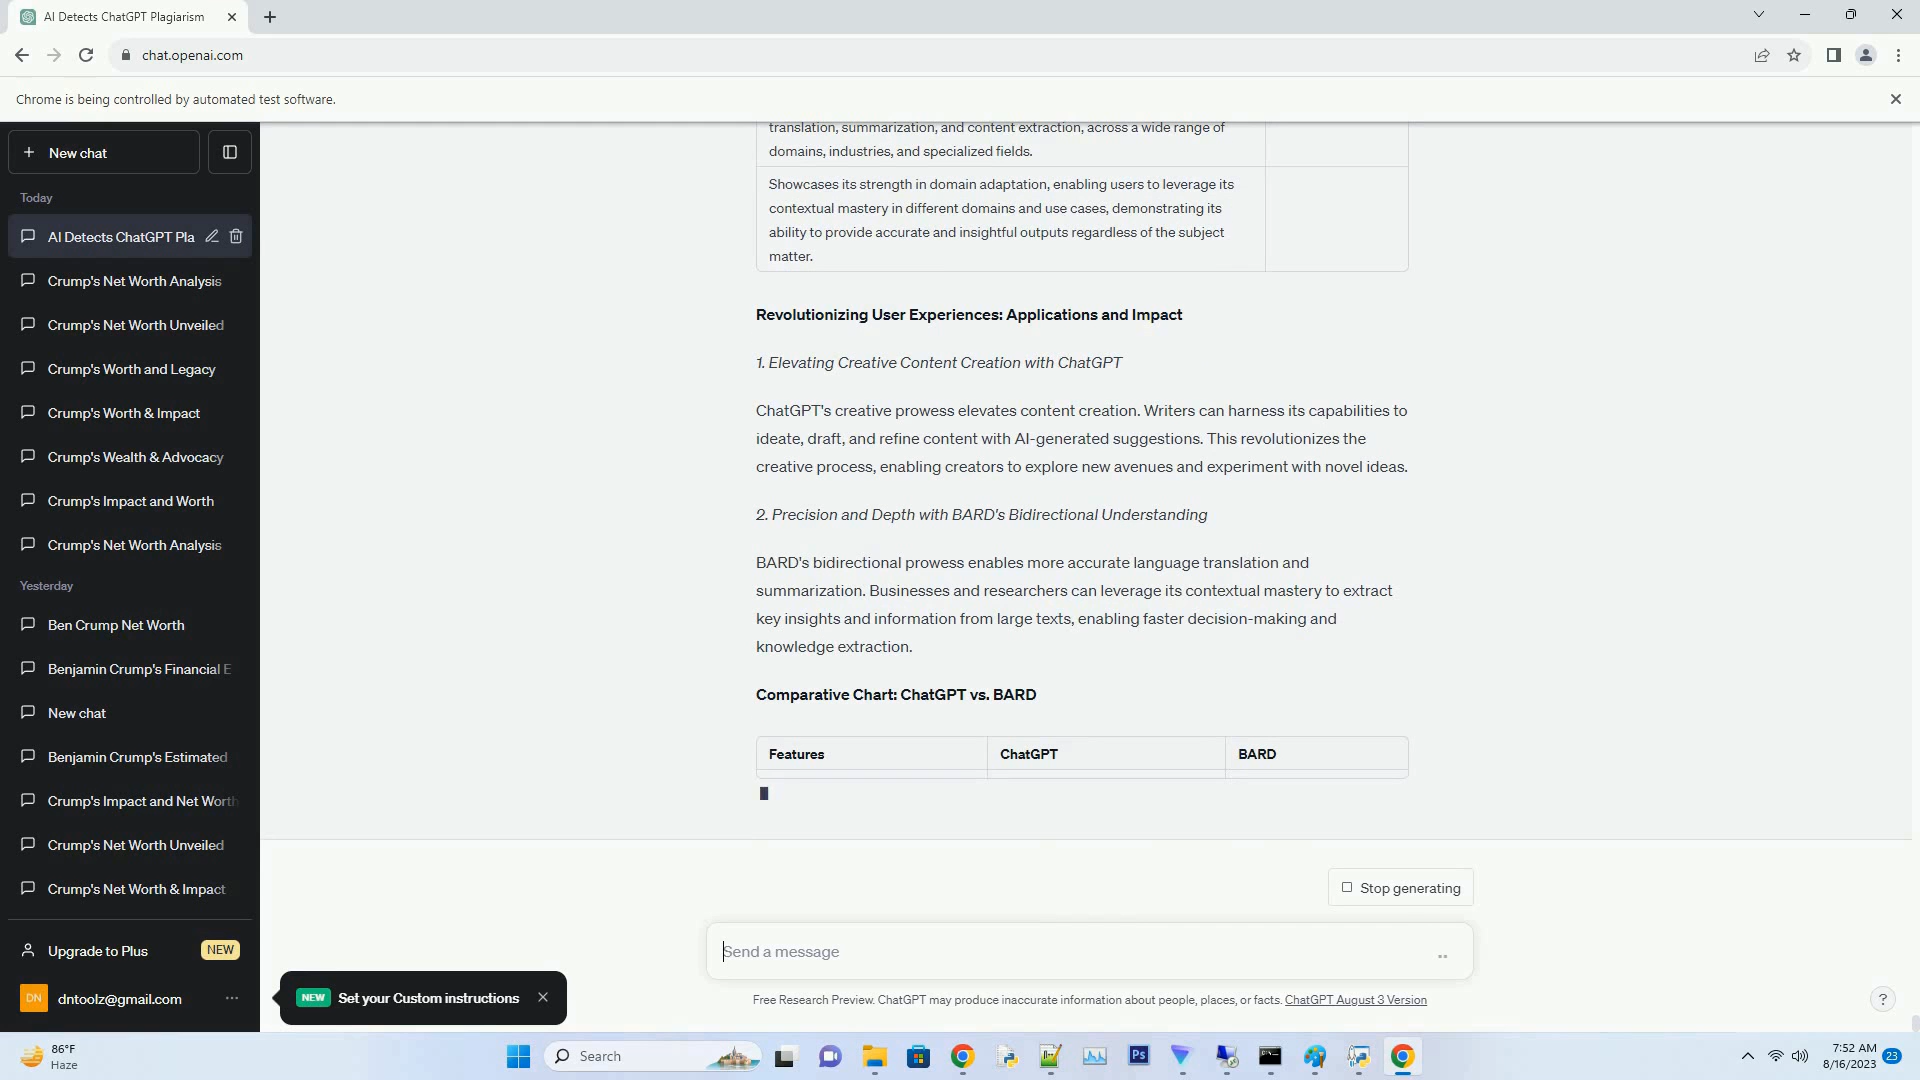 AI Detects ChatGPT Plagiarism
chat.openai.com
Chrome is being controlled by automated test software.
New chat
Today
AI Detects ChatGPT Pla
Crump's Net Worth Analysis
Crump's Net Worth Unveiled
Crump's Worth and Legacy
Crump's Worth & Impact
Crump's Wealth & Advocacy
Crump's Impact and Worth
Crump's Net Worth Analysis
Yesterday
Ben Crump Net Worth
Benjamin Crump's Financial E
New chat
Benjamin Crump's Estimated
Crump's Impact and Net Worth
Crump's Net Worth Unveiled
Crump's Net Worth & Impact
Upgrade to Plus NEW
DN dntoolz@gmail.com
NEW Set your Custom instructions
translation, summarization, and content extraction, across a wide range of
domains, industries, and specialized fields.
Showcases its strength in domain adaptation, enabling users to leverage its
contextual mastery in different domains and use cases, demonstrating its
ability to provide accurate and insightful outputs regardless of the subject
matter.
Revolutionizing User Experiences: Applications and Impact
1. Elevating Creative Content Creation with ChatGPT
ChatGPT's creative prowess elevates content creation. Writers can harness its capabilities to
ideate, draft, and refine content with AI-generated suggestions. This revolutionizes the
creative process, enabling creators to explore new avenues and experiment with novel ideas.
2. Precision and Depth with BARD's Bidirectional Understanding
BARD's bidirectional prowess enables more accurate language translation and
summarization. Businesses and researchers can leverage its contextual mastery to extract
key insights and information from large texts, enabling faster decision-making and
knowledge extraction.
Comparative Chart: ChatGPT vs. BARD
Features ChatGPT BARD
Stop generating
Send a message
Free Research Preview. ChatGPT may produce inaccurate information about people, places, or facts. ChatGPT August 3 Version
?
86°F
Haze
Search
Ps
7:52 AM
8/16/2023
23